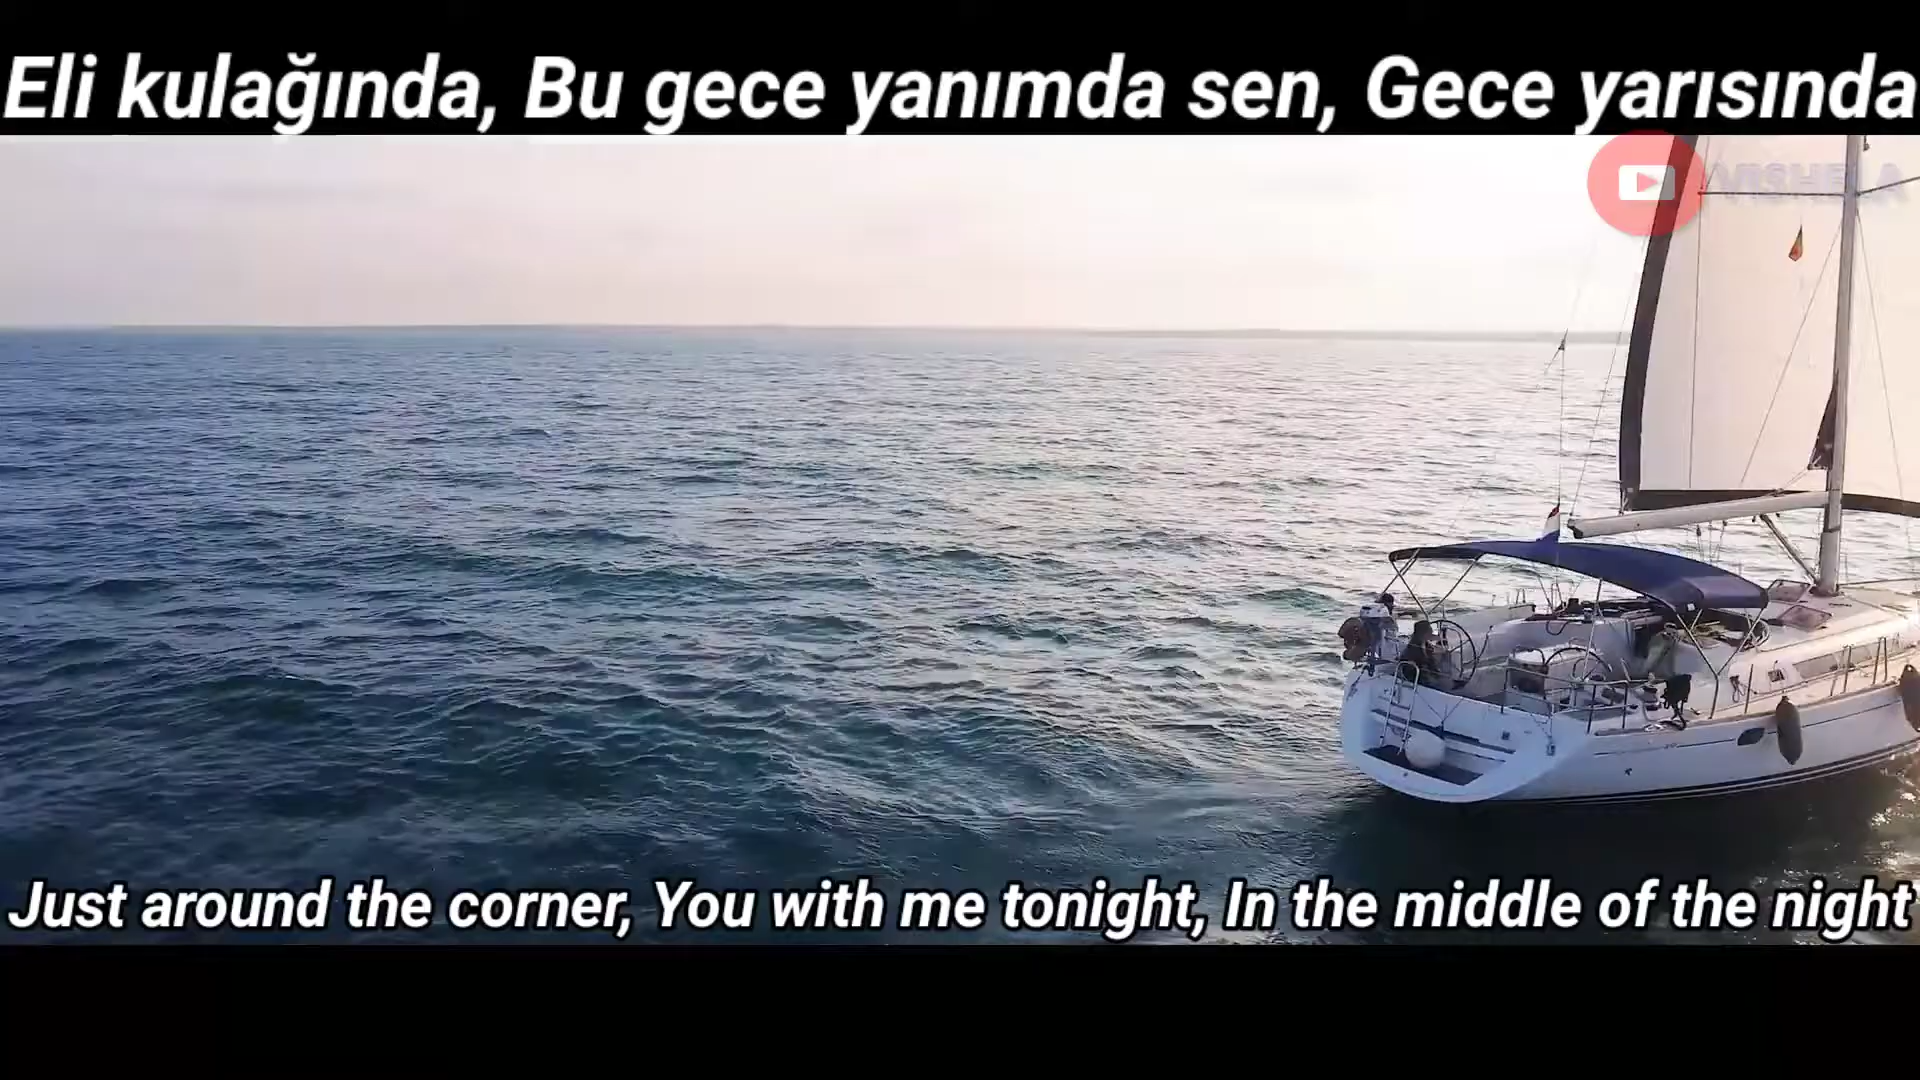 Eli kulağında, Bu gece yanımda sen, Gece yarısında
VISHELA
Just around the corner, You with me tonight, In the middle of the night